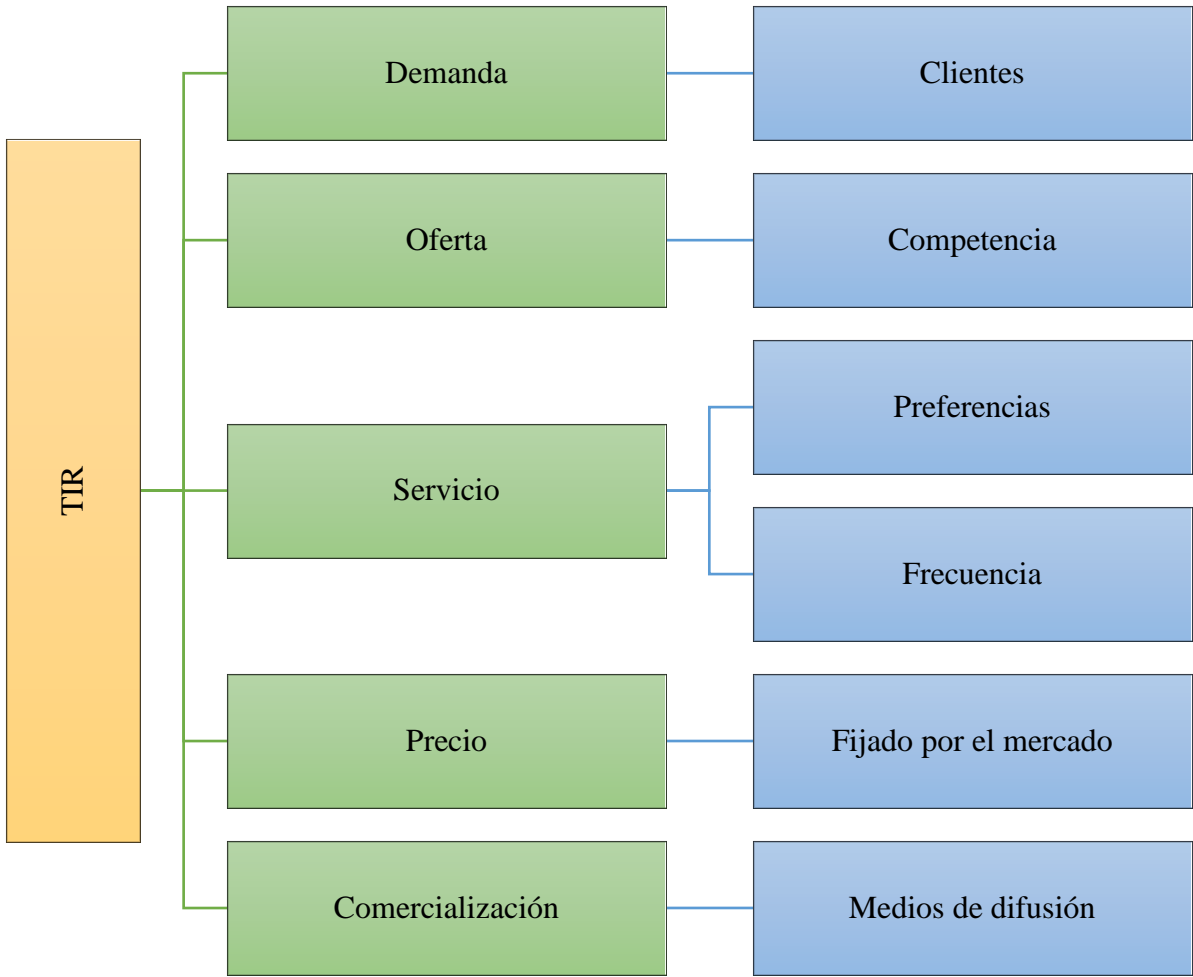 TIR
Demanda
Clientes
Oferta
Competencia
Servicio
Preferencias
Frecuencia
Precio
Fijado por el mercado
Comercialización
Medios de difusión